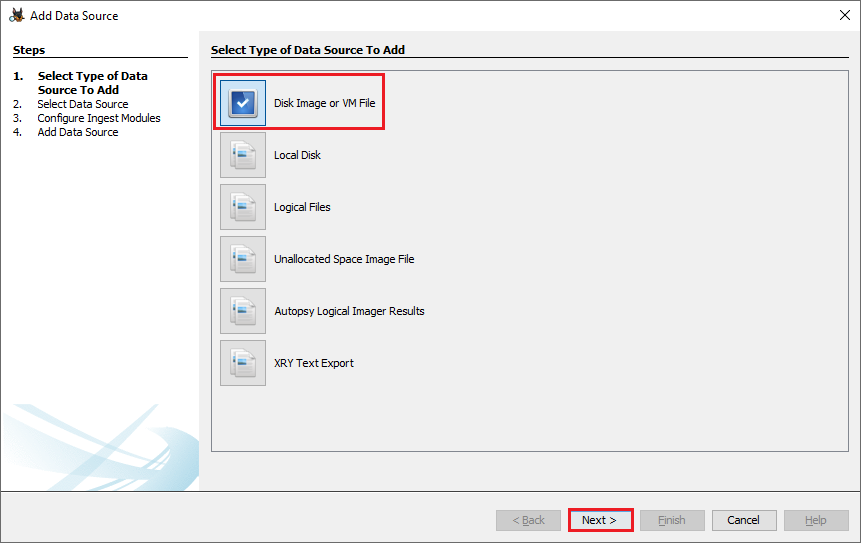 Add Data Source
Steps
1. Select Type of Data
Source To Add
2. Select Data Source
3. Configure Ingest Modules
4. Add Data Source
Select Type of Data Source To Add
Disk Image or VM File
Local Disk
Logical Files
Unallocated Space Image File
Autopsy Logical Imager Results
XRY Text Export
< Back
Next >
Finish
Cancel
Help